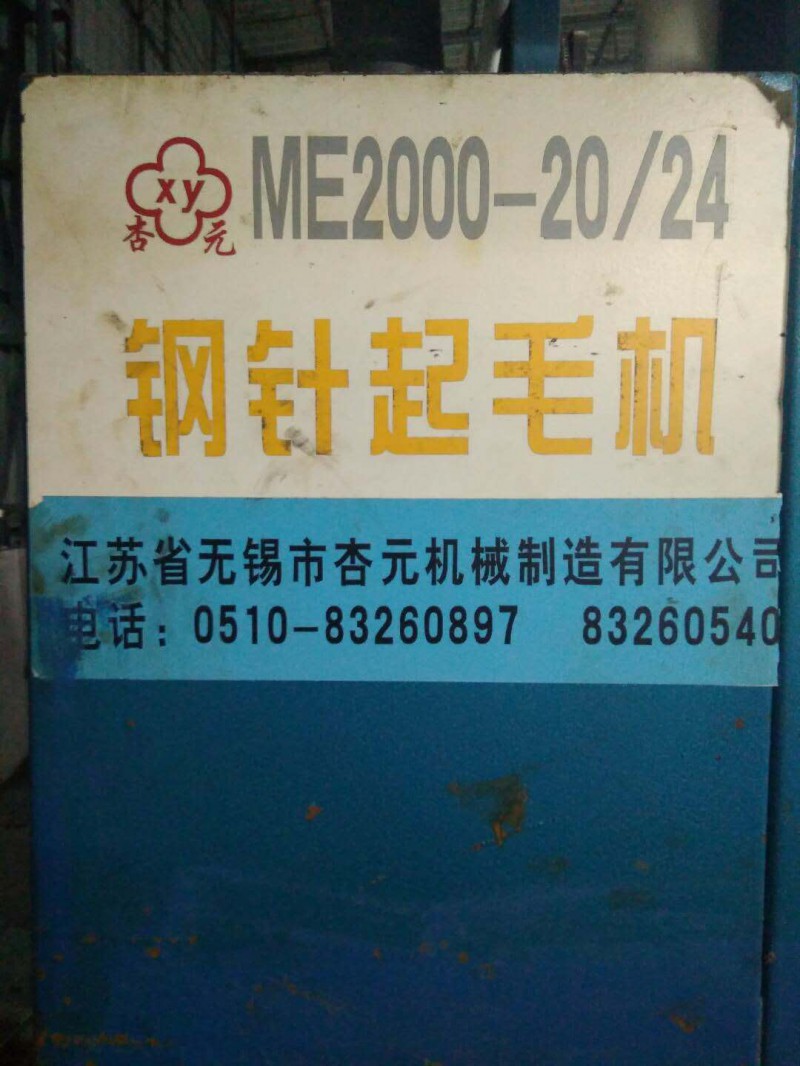 xy
杏元
ME2000-20/24
钢针起毛机
江苏省无锡市杏元机械制造有限公司
电话：0510-83260897 83260540